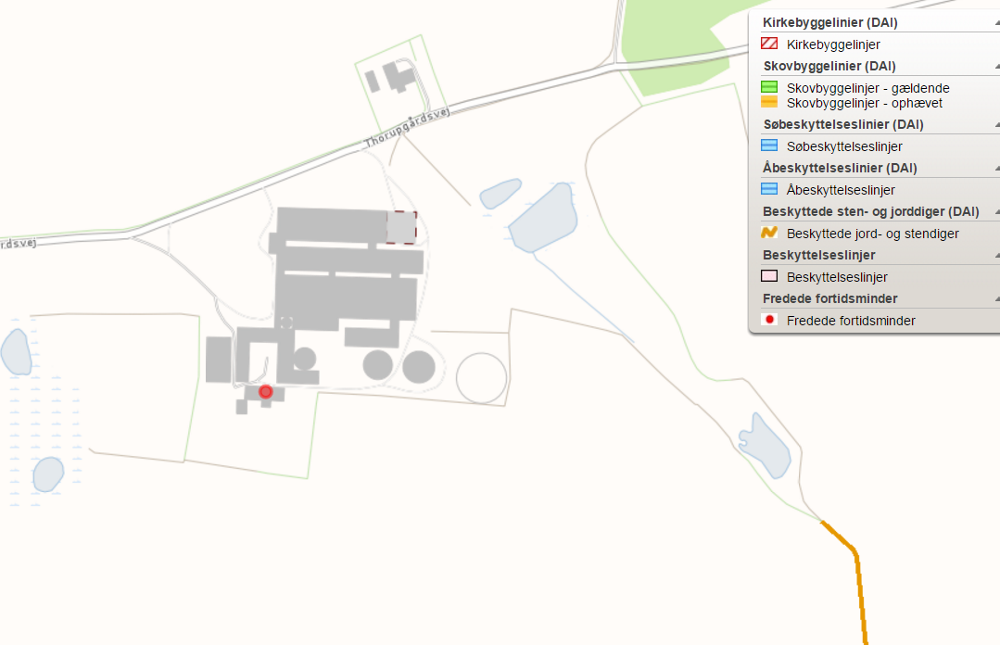 Kirkebyggelinier (DAI)
Kirkebyggelinjer
Skovbyggelinier (DAI)
Skovbyggelinjer - gældende
Skovbyggelinjer - ophævet
Søbeskyttelseslinier (DAI)
Søbeskyttelseslinjer
Åbeskyttelseslinier (DAI)
Åbeskyttelseslinjer
Beskyttede sten- og jorddiger (DAI)
Beskyttede jord- og stendiger
Beskyttelseslinjer
Beskyttelseslinjer
Fredede fortidsminder
Fredede fortidsminder
Thorupgårdsvej
rdsvej